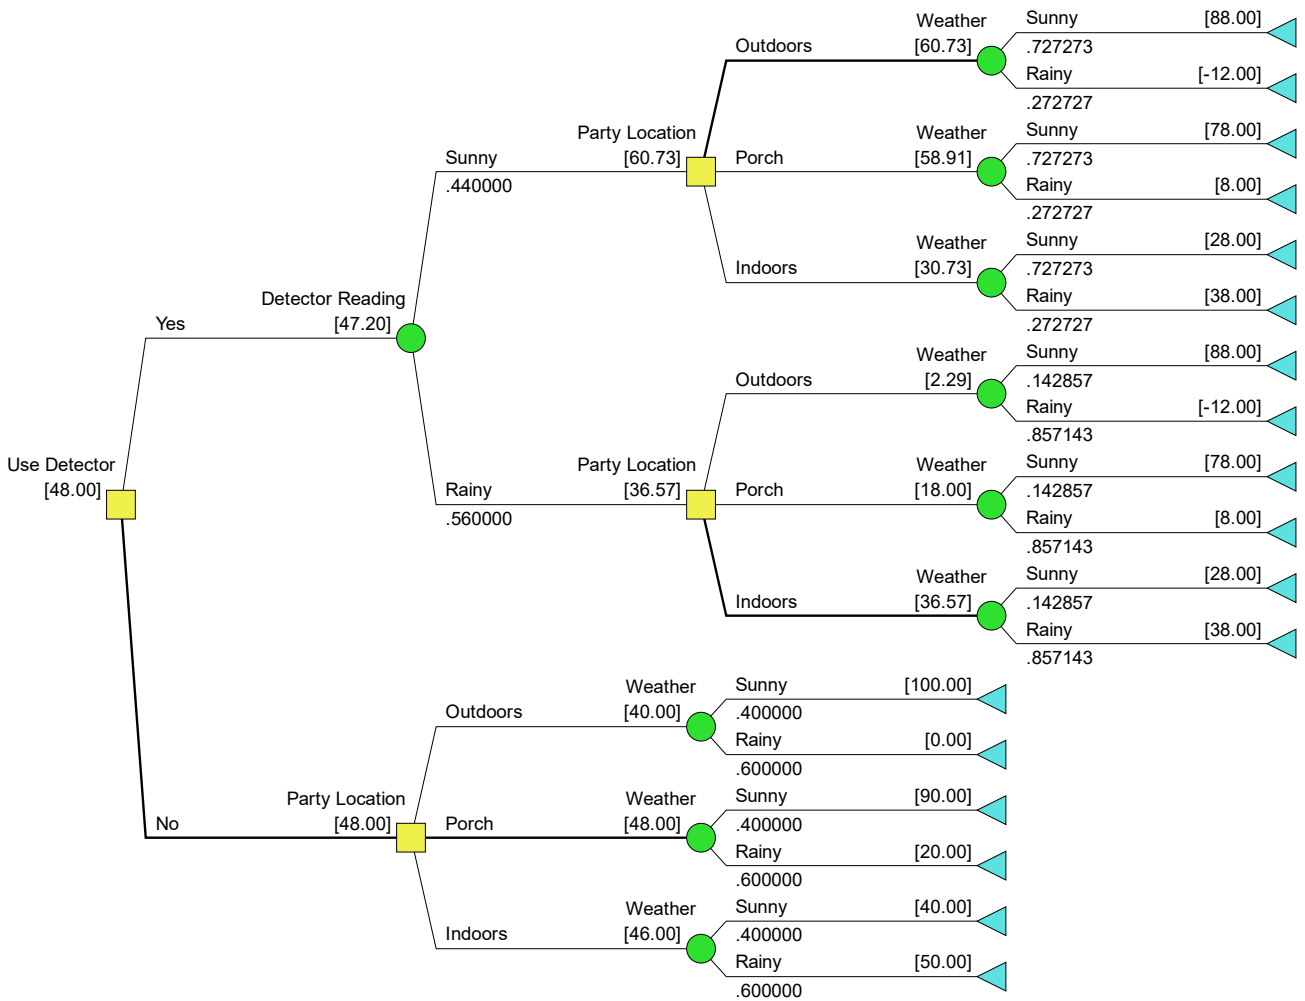 Weather
[60.73]
Sunny [88.00]
.727273
Rainy [-12.00]
.272727
Outdoors
Party Location
[60.73]
Weather
[58.91]
Sunny [78.00]
.727273
Rainy [8.00]
.272727
Porch
Sunny
.440000
Weather
[30.73]
Sunny [28.00]
.727273
Rainy [38.00]
.272727
Indoors
Detector Reading
[47.20]
Yes
Weather
[2.29]
Sunny [88.00]
.142857
Rainy [-12.00]
.857143
Outdoors
Use Detector
[48.00]
Party Location
[36.57]
Weather
[18.00]
Sunny [78.00]
.142857
Rainy [8.00]
.857143
Porch
Rainy
.560000
Weather
[36.57]
Sunny [28.00]
.142857
Rainy [38.00]
.857143
Indoors
Weather
[40.00]
Sunny [100.00]
.400000
Rainy [0.00]
.600000
Outdoors
Party Location
[48.00]
No
Weather
[48.00]
Sunny [90.00]
.400000
Rainy [20.00]
.600000
Porch
Weather
[46.00]
Sunny [40.00]
.400000
Rainy [50.00]
.600000
Indoors